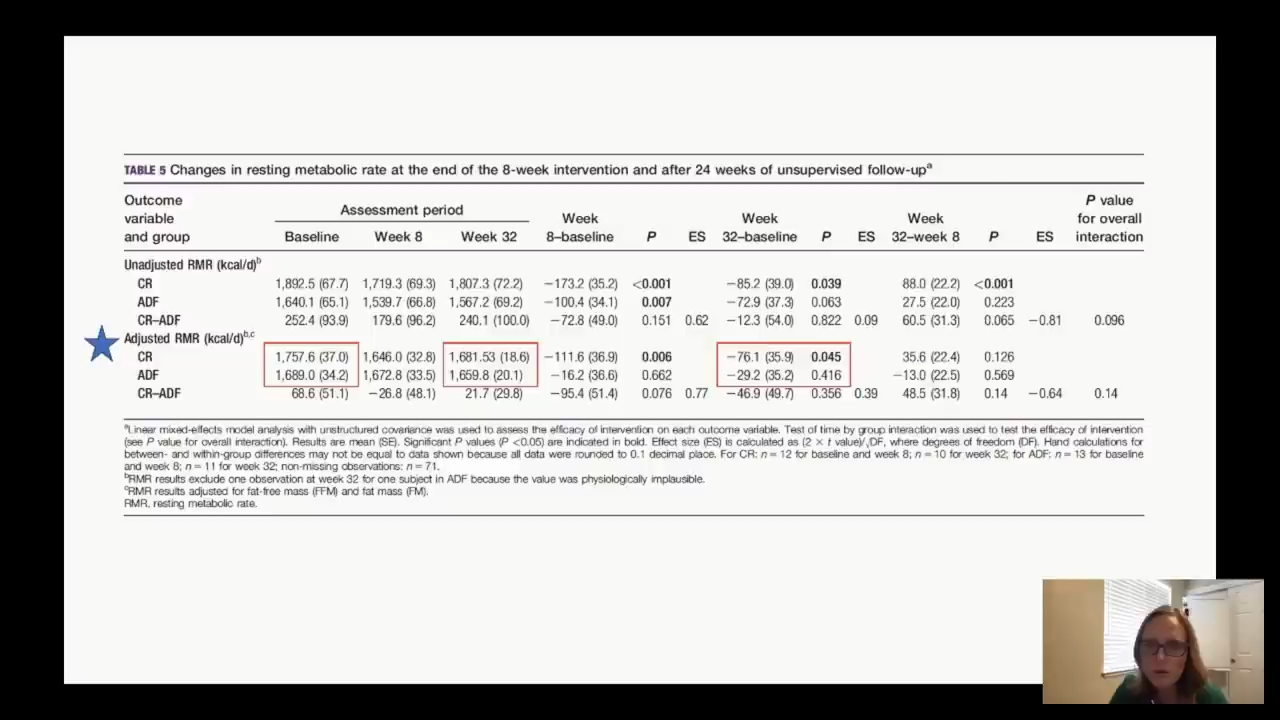 TABLE 5 Changes in resting metabolic rate at the end of the 8-week intervention and after 24 weeks of unsupervised follow-upᵃ
Outcome variable and group
Assessment period
Week 8–baseline P ES Week 32–baseline P ES Week 32–week 8 P ES P value for overall interaction
Baseline Week 8 Week 32
Unadjusted RMR (kcal/d)ᵇ
CR 1,892.5 (67.7) 1,719.3 (69.3) 1,807.3 (72.2) −173.2 (35.2) <0.001 −85.2 (39.0) 0.039 88.0 (22.2) <0.001
ADF 1,640.1 (65.1) 1,539.7 (66.8) 1,567.2 (69.2) −100.4 (34.1) 0.007 −72.9 (37.3) 0.063 27.5 (22.0) 0.223
CR–ADF 252.4 (93.9) 179.6 (96.2) 240.1 (100.0) −72.8 (49.0) 0.151 0.62 −12.3 (54.0) 0.822 0.09 60.5 (31.3) 0.065 −0.81 0.096
Adjusted RMR (kcal/d)ᵇ,ᶜ
CR 1,757.6 (37.0) 1,646.0 (32.8) 1,681.53 (18.6) −111.6 (36.9) 0.006 −76.1 (35.9) 0.045 35.6 (22.4) 0.126
ADF 1,689.0 (34.2) 1,672.8 (33.5) 1,659.8 (20.1) −16.2 (36.6) 0.662 −29.2 (35.2) 0.416 −13.0 (22.5) 0.569
CR–ADF 68.6 (51.1) −26.8 (48.1) 21.7 (29.8) −95.4 (51.4) 0.076 0.77 −46.9 (49.7) 0.356 0.39 48.5 (31.8) 0.14 −0.64 0.14
ᵃLinear mixed-effects model analysis with unstructured covariance was used to assess the efficacy of intervention on each outcome variable. Test of time by group interaction was used to test the efficacy of intervention
(see P value for overall interaction). Results are mean (SE). Significant P values (P <0.05) are indicated in bold. Effect size (ES) is calculated as (2 × t value)/√DF, where degrees of freedom (DF). Hand calculations for
between- and within-group differences may not be equal to data shown because all data were rounded to 0.1 decimal place. For CR: n = 12 for baseline and week 8; n = 10 for week 32; for ADF: n = 13 for baseline
and week 8; n = 11 for week 32; non-missing observations: n = 71.
ᵇRMR results exclude one observation at week 32 for one subject in ADF because the value was physiologically implausible.
ᶜRMR results adjusted for fat-free mass (FFM) and fat mass (FM).
RMR, resting metabolic rate.